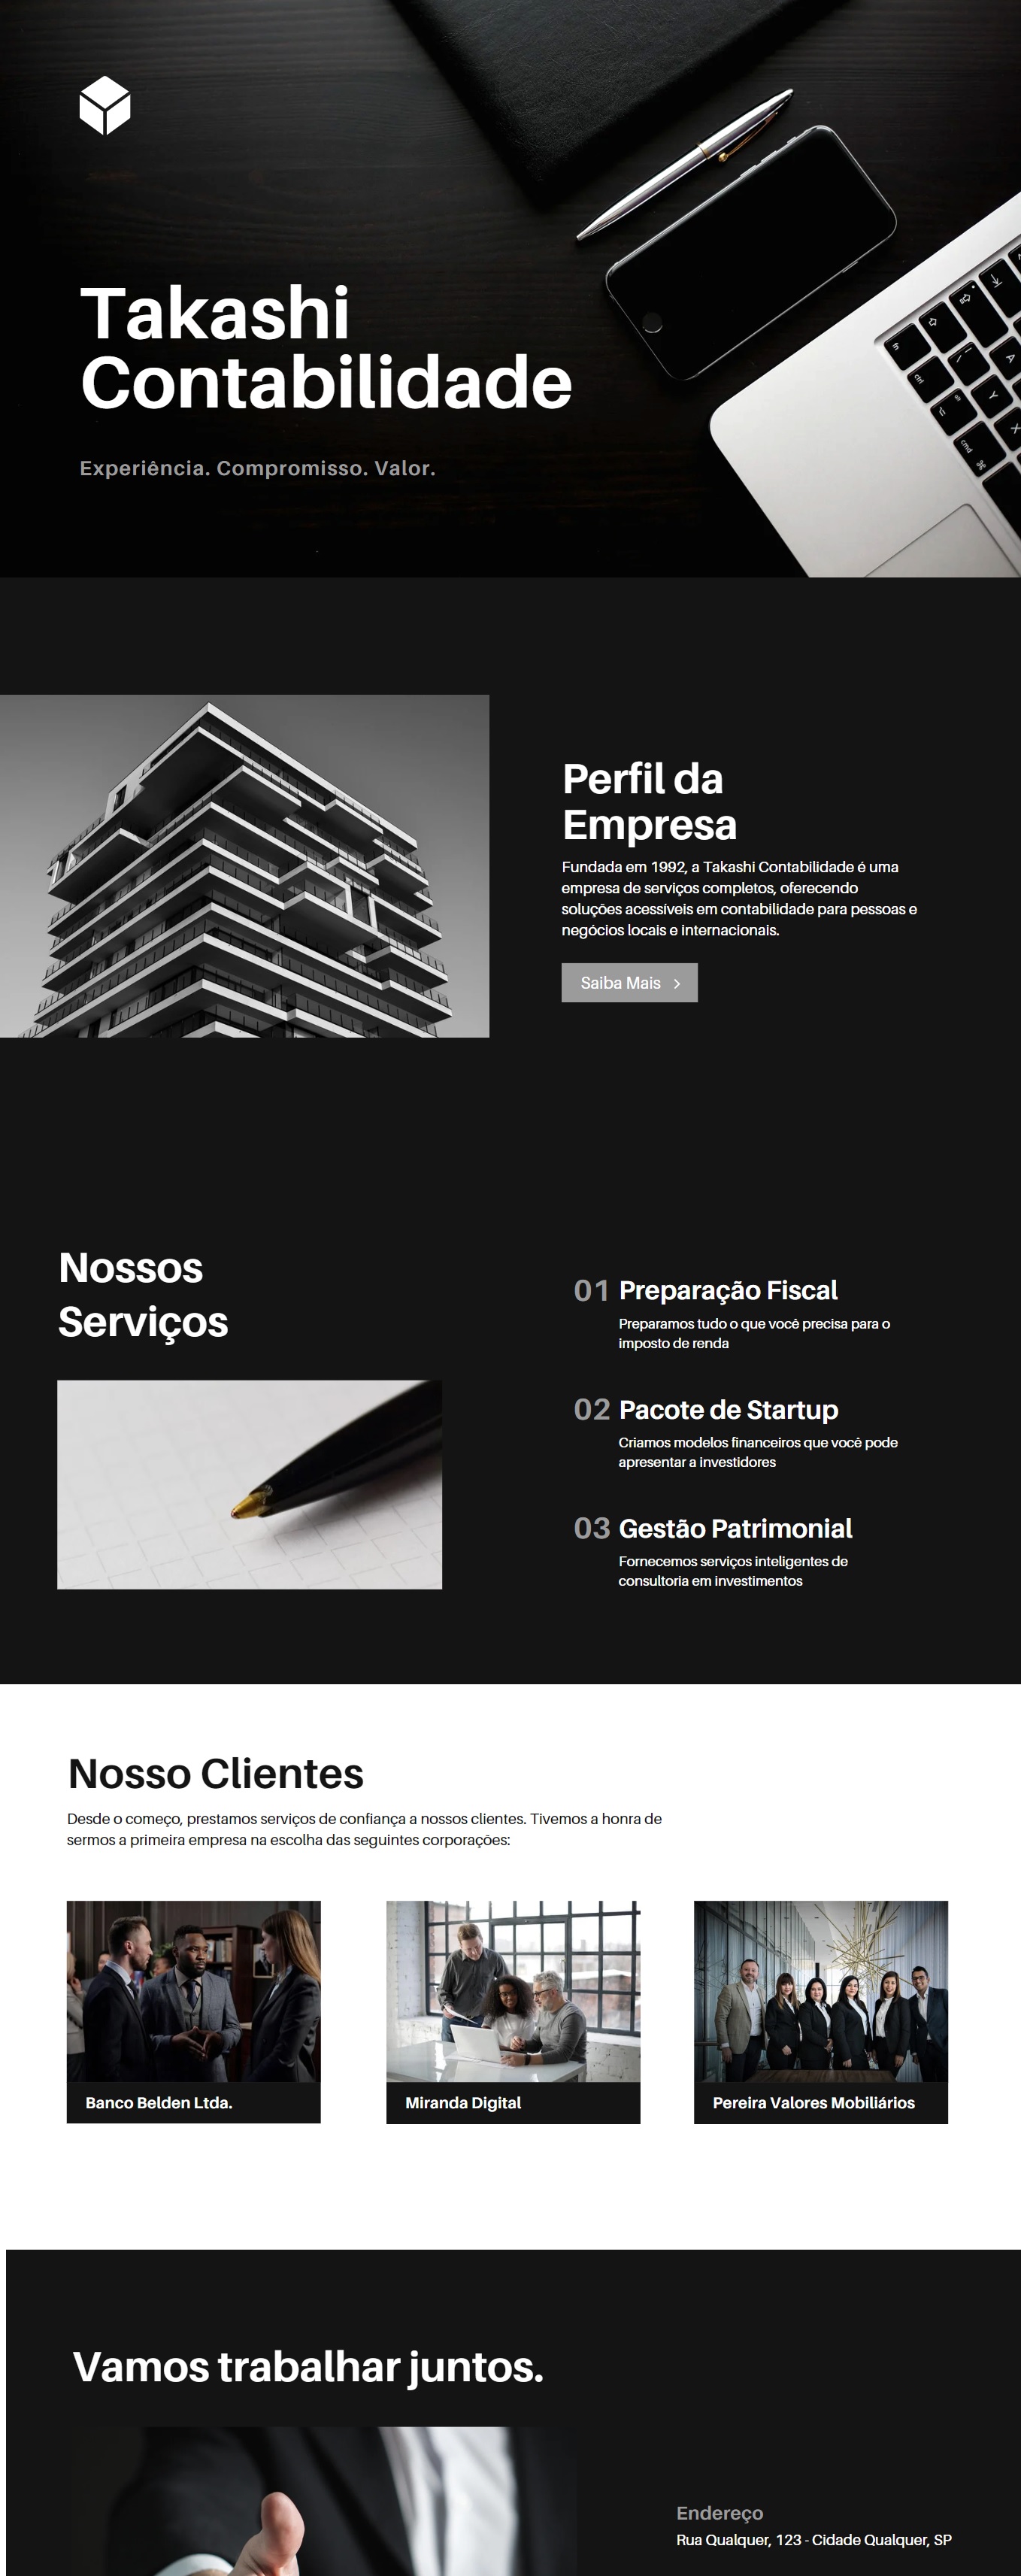 Takashi
Contabilidade
Experiência. Compromisso. Valor.
Perfil da
Empresa
Fundada em 1992, a Takashi Contabilidade é uma
empresa de serviços completos, oferecendo
soluções acessíveis em contabilidade para pessoas e
negócios locais e internacionais.
Saiba Mais
Nossos
Serviços
01 Preparação Fiscal
Preparamos tudo o que você precisa para o
imposto de renda
02 Pacote de Startup
Criamos modelos financeiros que você pode
apresentar a investidores
03 Gestão Patrimonial
Fornecemos serviços inteligentes de
consultoria em investimentos
Nosso Clientes
Desde o começo, prestamos serviços de confiança a nossos clientes. Tivemos a honra de
sermos a primeira empresa na escolha das seguintes corporações:
Banco Belden Ltda.
Miranda Digital
Pereira Valores Mobiliários
Vamos trabalhar juntos.
Endereço
Rua Qualquer, 123 - Cidade Qualquer, SP